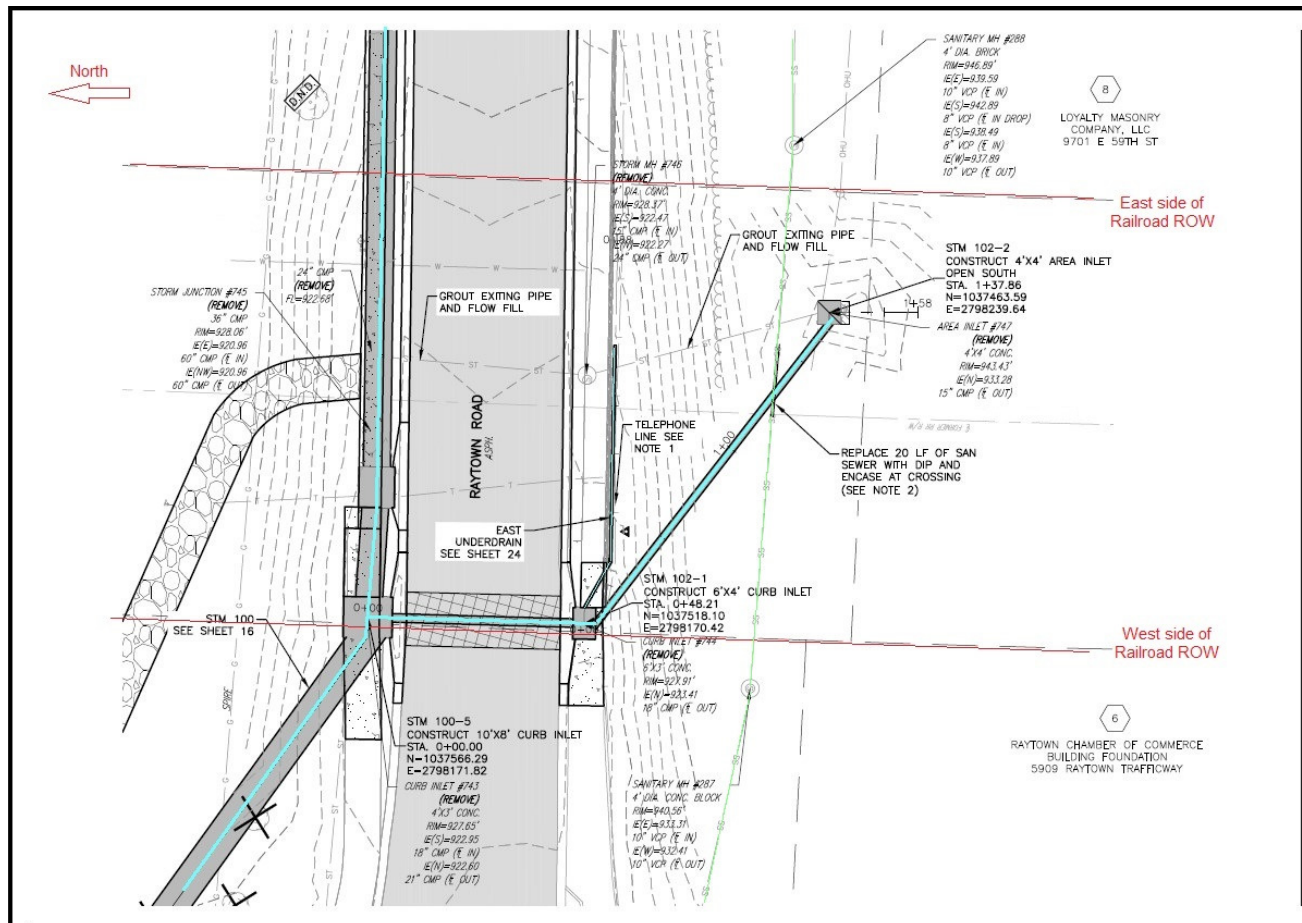 North
D.N.D.
SANITARY MH #288
4' DIA. BRICK
RIM=946.89'
IE(E)=939.59
10" VCP (℄ IN)
IE(S)=942.89
8" VCP (℄ IN DROP)
IE(S)=938.49
8" VCP (℄ IN)
IE(W)=937.89
10" VCP (℄ OUT)
8
LOYALTY MASONRY
COMPANY, LLC
9701 E 59TH ST
East side of
Railroad ROW
STORM MH #746
(REMOVE)
4' DIA. CONC.
RIM=928.37'
IE(S)=922.47
15" CMP (℄ IN)
IE(N)=922.27
24" CMP (℄ OUT)
GROUT EXITING PIPE
AND FLOW FILL
STM 102-2
CONSTRUCT 4'X4' AREA INLET
OPEN SOUTH
STA. 1+37.86
N=1037463.59
E=2798239.64
1+58
AREA INLET #747
(REMOVE)
4'X4' CONC.
RIM=943.43'
IE(N)=933.28
15" CMP (℄ OUT)
24" CMP
(REMOVE)
FL=922.68'
STORM JUNCTION #745
(REMOVE)
36" CMP
RIM=928.06'
IE(E)=920.96
60" CMP (℄ IN)
IE(NW)=920.96
60" CMP (℄ OUT)
GROUT EXITING PIPE
AND FLOW FILL
RAYTOWN ROAD
ASPH.
TELEPHONE
LINE SEE
NOTE 1
1+00
℄ FORMER RR R/W
REPLACE 20 LF OF SAN
SEWER WITH DIP AND
ENCASE AT CROSSING
(SEE NOTE 2)
EAST
UNDERDRAIN
SEE SHEET 24
STM 102-1
CONSTRUCT 6'X4' CURB INLET
STA. 0+48.21
N=1037518.10
E=2798170.42
CURB INLET #744
(REMOVE)
6'X3' CONC.
RIM=927.91'
IE(N)=923.41
18" CMP (℄ OUT)
0+00
STM 100
SEE SHEET 16
West side of
Railroad ROW
SPIRE
STM 100-5
CONSTRUCT 10'X8' CURB INLET
STA. 0+00.00
N=1037566.29
E=2798171.82
CURB INLET #743
(REMOVE)
4'X3' CONC.
RIM=927.65'
IE(S)=922.95
18" CMP (℄ IN)
IE(N)=922.60
21" CMP (℄ OUT)
SANITARY MH #287
4' DIA. CONC. BLOCK
RIM=940.56'
IE(E)=933.31
10" VCP (℄ IN)
IE(W)=932.41
10" VCP (℄ OUT)
6
RAYTOWN CHAMBER OF COMMERCE
BUILDING FOUNDATION
5909 RAYTOWN TRAFFICWAY